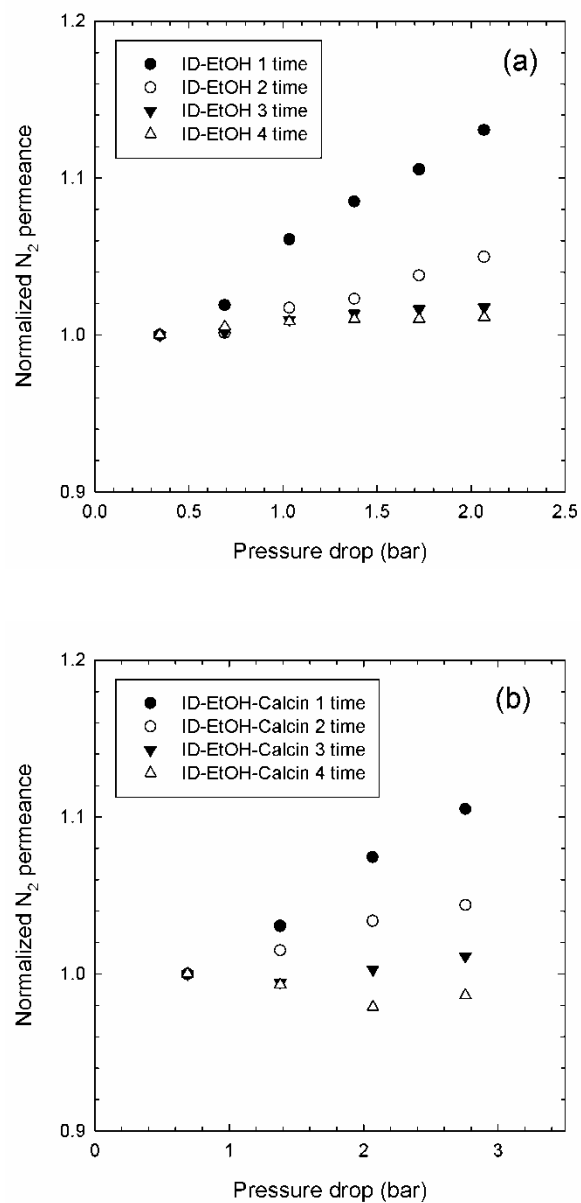 1.2
(a)
ID-EtOH 1 time
ID-EtOH 2 time
ID-EtOH 3 time
ID-EtOH 4 time
Normalized N₂ permeance
1.1
1.0
0.9
0.0 0.5 1.0 1.5 2.0 2.5
Pressure drop (bar)
1.2
(b)
ID-EtOH-Calcin 1 time
ID-EtOH-Calcin 2 time
ID-EtOH-Calcin 3 time
ID-EtOH-Calcin 4 time
Normalized N₂ permeance
1.1
1.0
0.9
0 1 2 3
Pressure drop (bar)